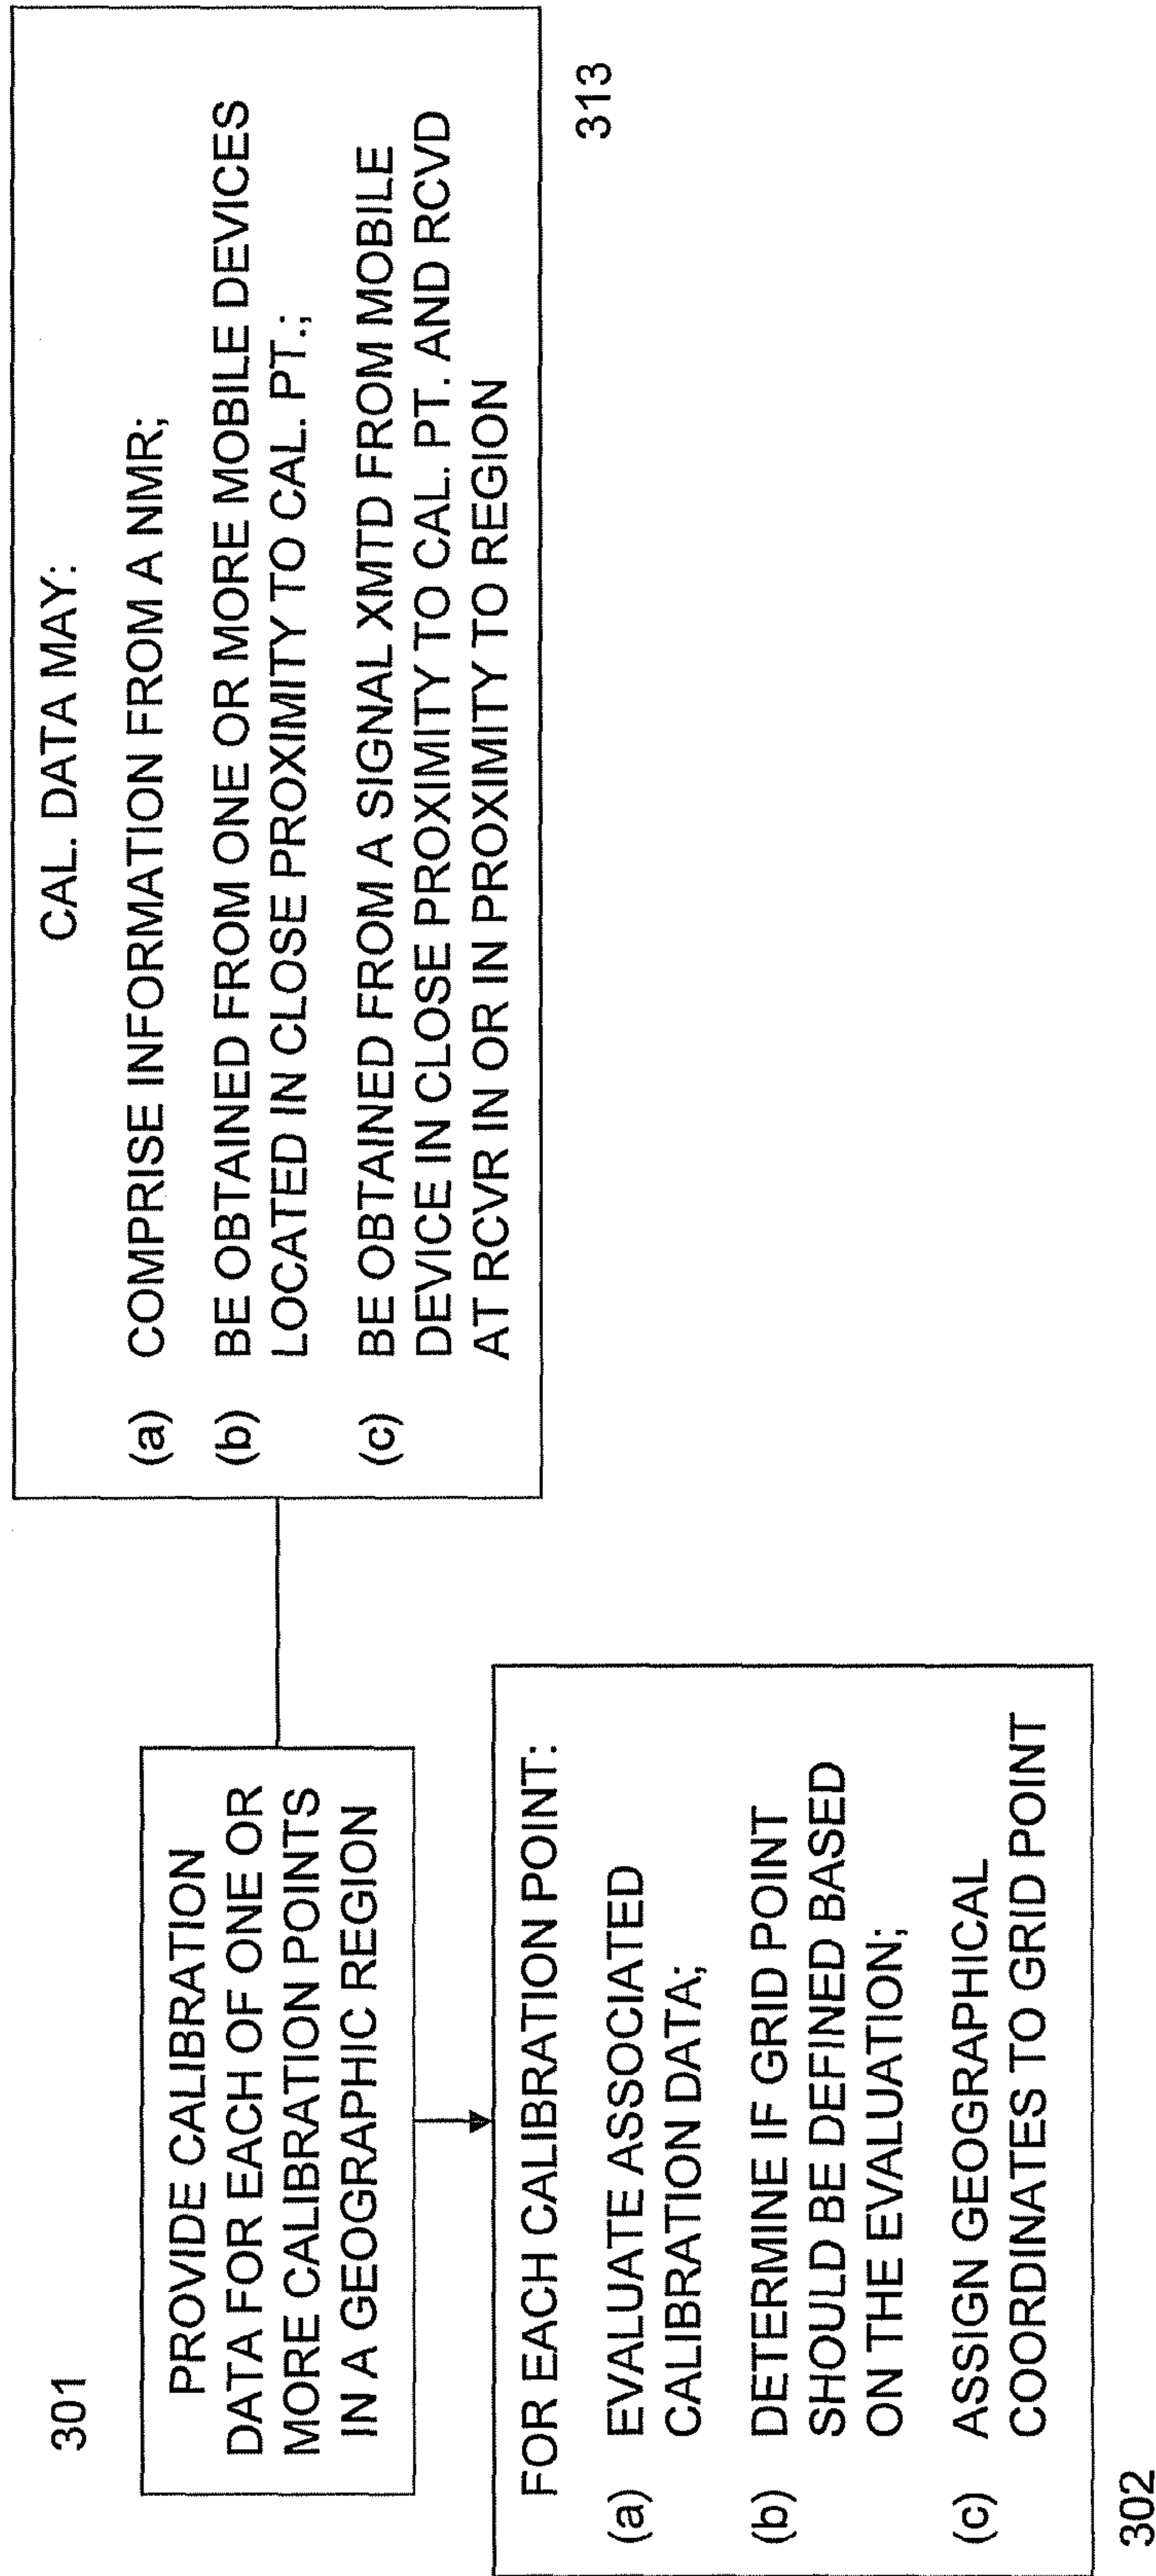 301
PROVIDE CALIBRATION
DATA FOR EACH OF ONE OR
MORE CALIBRATION POINTS
IN A GEOGRAPHIC REGION
CAL. DATA MAY:
(a) COMPRISE INFORMATION FROM A NMR;
(b) BE OBTAINED FROM ONE OR MORE MOBILE DEVICES
LOCATED IN CLOSE PROXIMITY TO CAL. PT.;
(c) BE OBTAINED FROM A SIGNAL XMTD FROM MOBILE
DEVICE IN CLOSE PROXIMITY TO CAL. PT. AND RCVD
AT RCVR IN OR IN PROXIMITY TO REGION
313
FOR EACH CALIBRATION POINT:
(a) EVALUATE ASSOCIATED
CALIBRATION DATA;
(b) DETERMINE IF GRID POINT
SHOULD BE DEFINED BASED
ON THE EVALUATION;
(c) ASSIGN GEOGRAPHICAL
COORDINATES TO GRID POINT
302